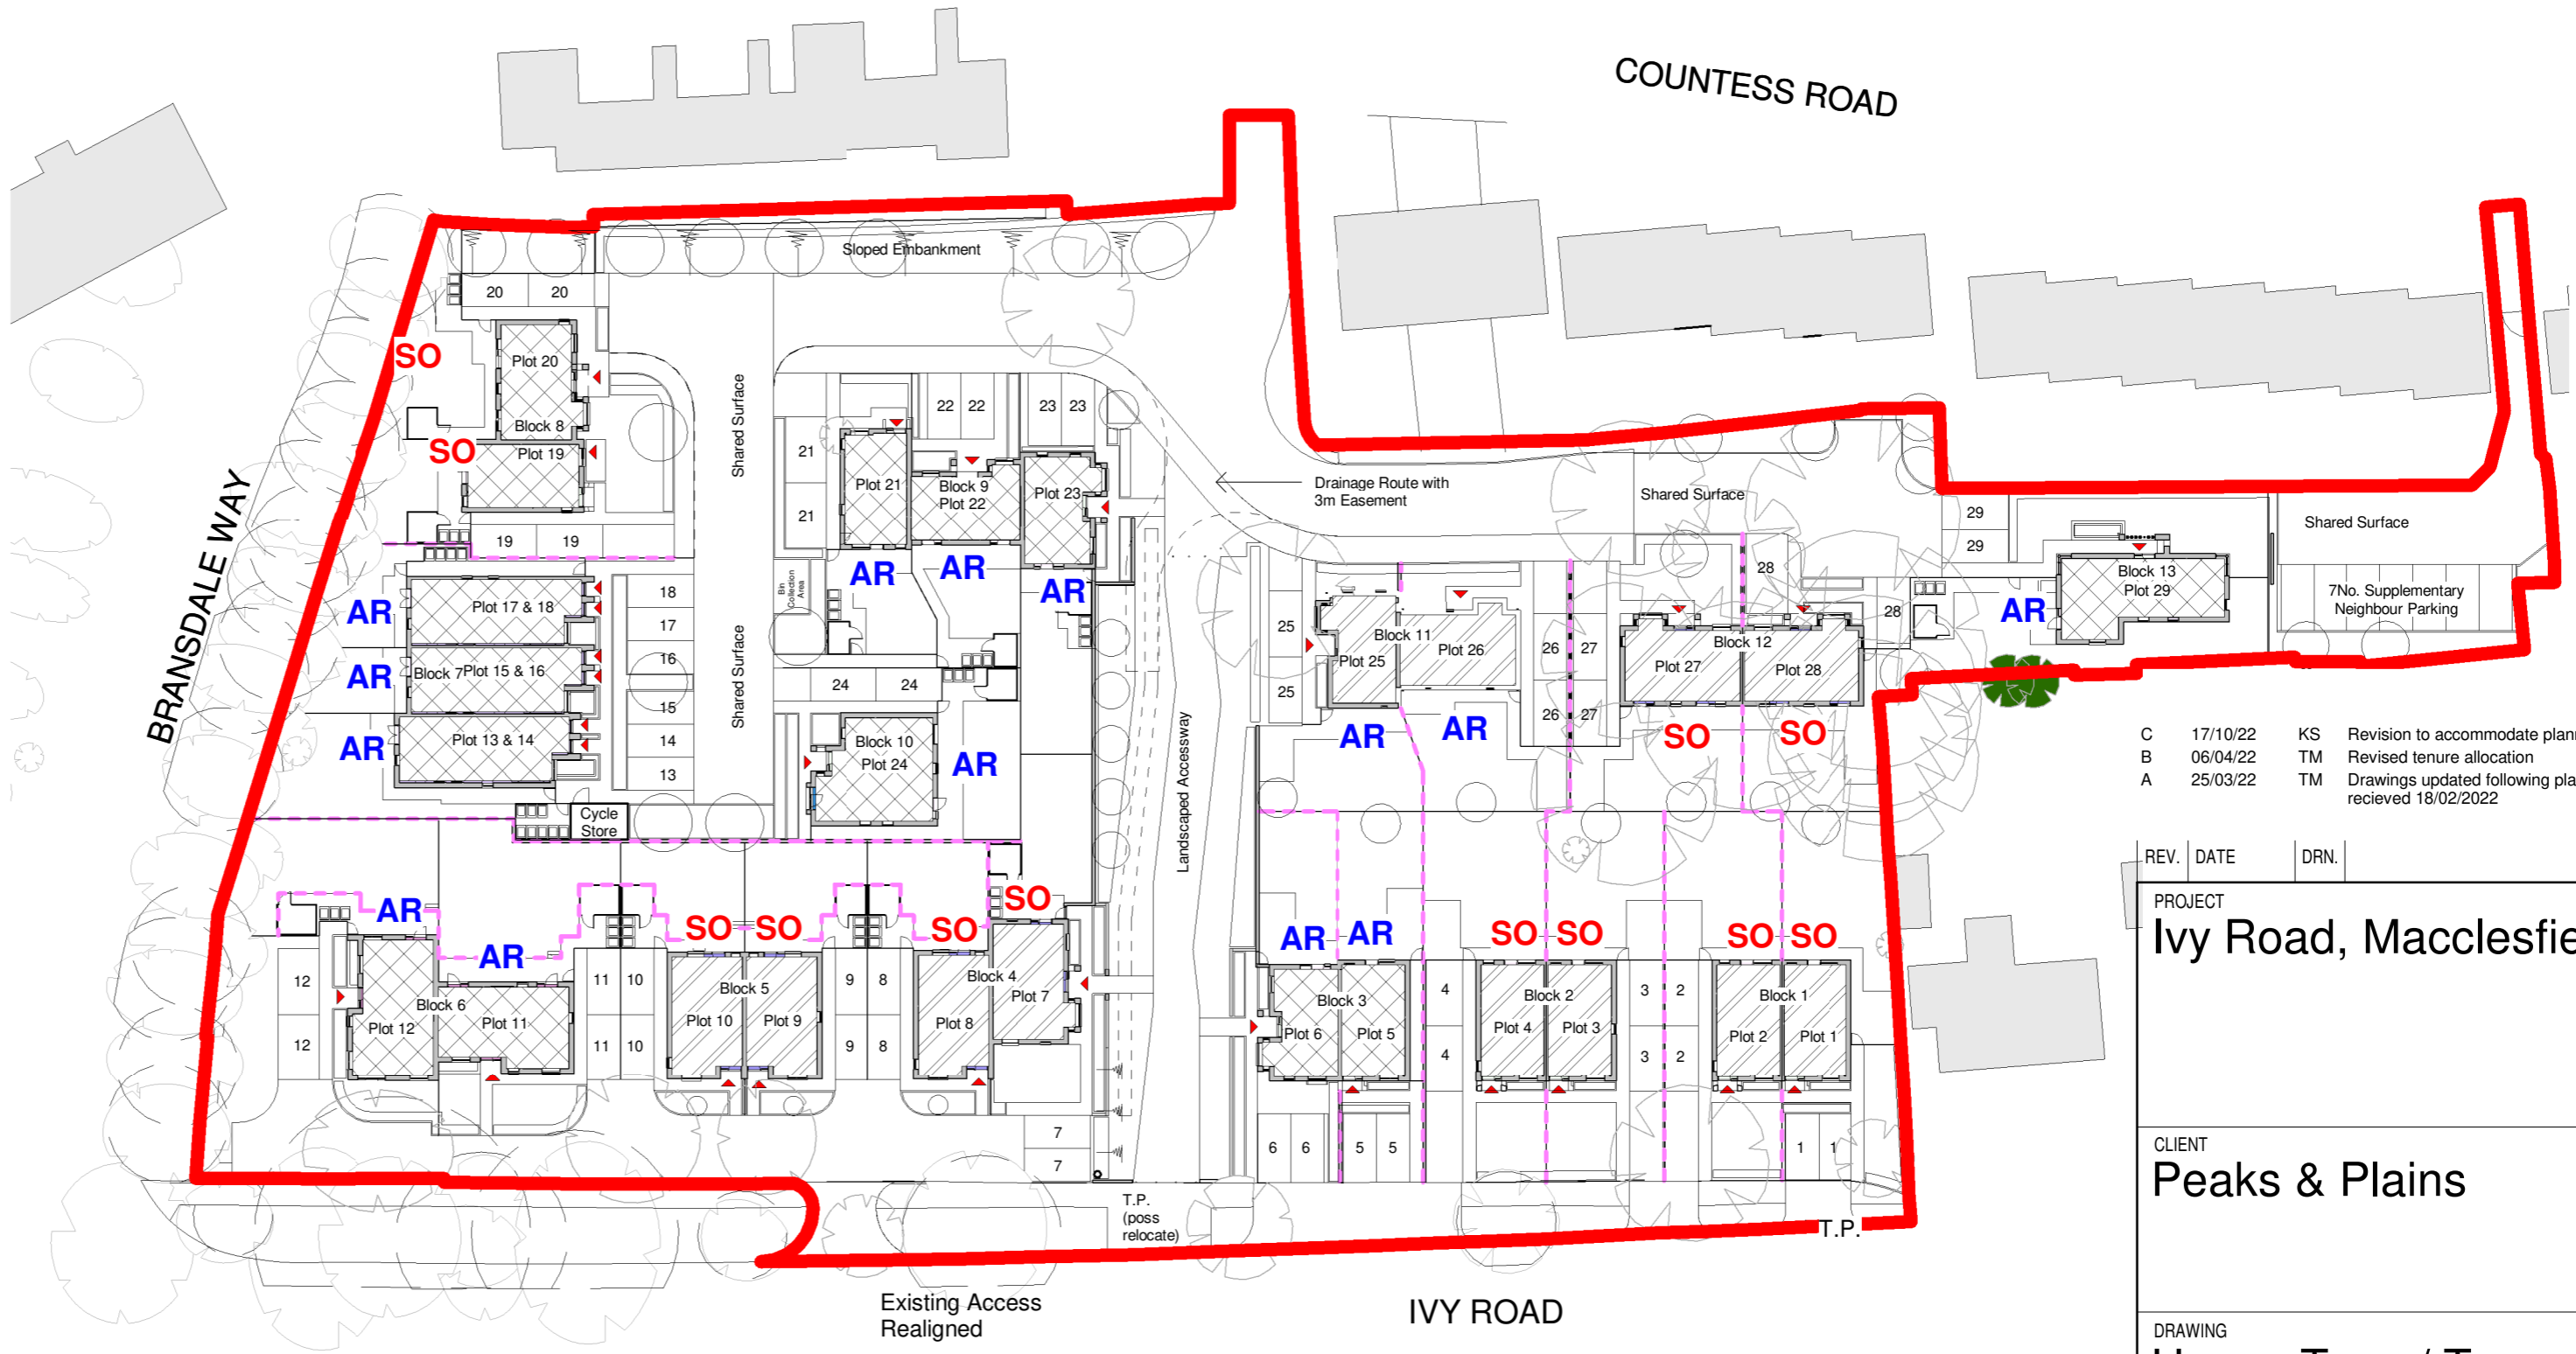 COUNTESS ROAD
BRANSDALE WAY
IVY ROAD
Sloped Embankment
20 20
SO
Plot 20
Block 8
SO
Plot 19
19 19
Shared Surface
22 22
23 23
21
21
Plot 21
Block 9
Plot 22
Plot 23
AR
AR
AR
Bin
Collection
Area
Drainage Route with
3m Easement
Shared Surface
29
29
Shared Surface
Block 13
Plot 29
AR
7No. Supplementary
Neighbour Parking
AR
Plot 17 & 18
AR
Block 7
Plot 15 & 16
AR
Plot 13 & 14
18
17
16
15
14
13
Shared Surface
24 24
Block 10
Plot 24
AR
Cycle
Store
Landscaped Accessway
25
25
Block 11
Plot 25
Plot 26
AR
AR
26 27
26 27
28
28
Block 12
Plot 27
Plot 28
SO
SO
AR
AR
12
12
Block 6
Plot 12
Plot 11
11 10
11 10
SO SO
Block 5
Plot 10
Plot 9
9 8
9 8
SO
SO
Block 4
Plot 8
Plot 7
7
7
AR AR
Block 3
Plot 6
Plot 5
6 6
5 5
4
4
SO SO
Block 2
Plot 4
Plot 3
3 2
3 2
SO SO
Block 1
Plot 2
Plot 1
1 1
T.P.
(poss
relocate)
T.P.
Existing Access
Realigned
C 17/10/22 KS Revision to accommodate plan
B 06/04/22 TM Revised tenure allocation
A 25/03/22 TM Drawings updated following pla
recieved 18/02/2022
REV. DATE DRN.
PROJECT
Ivy Road, Macclesfie
CLIENT
Peaks & Plains
DRAWING